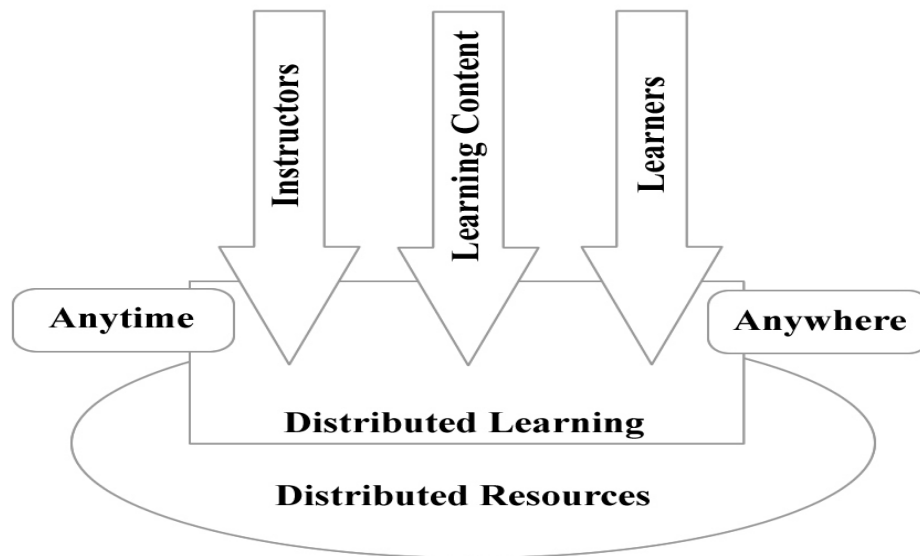 Instructors
Learning Content
Learners
Anytime
Anywhere
Distributed Learning
Distributed Resources